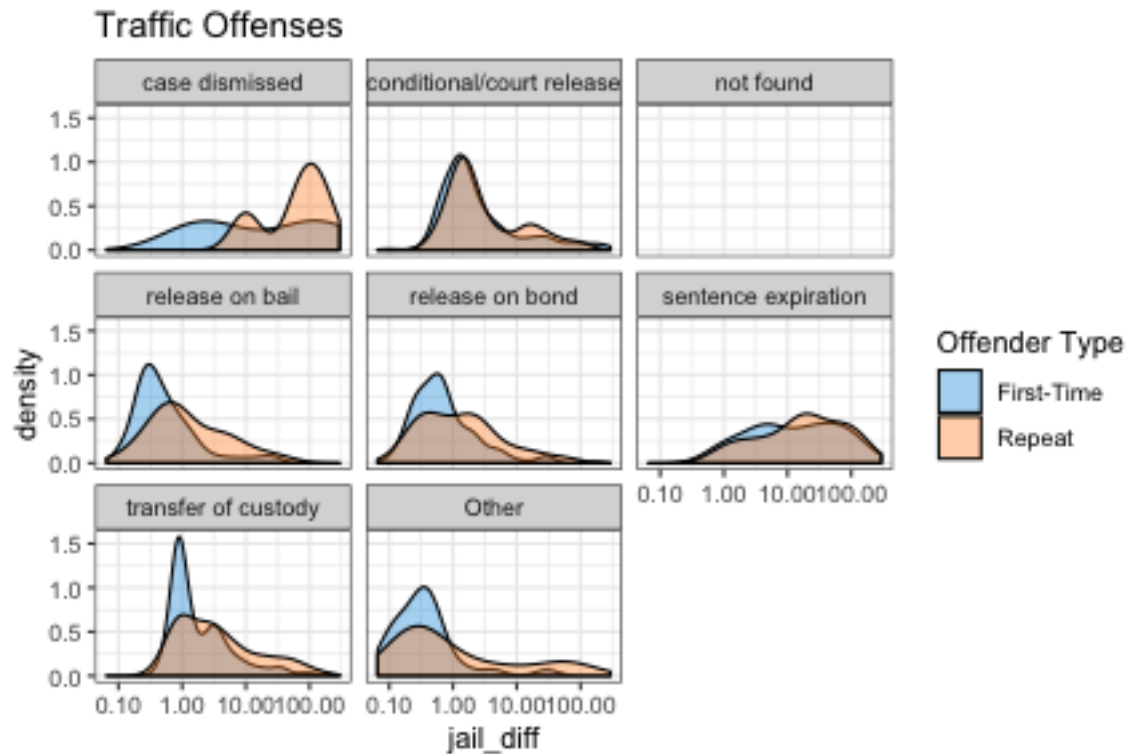 Traffic Offenses
case dismissed
conditional/court release
not found
1.5
1.0
0.5
0.0
release on bail
release on bond
sentence expiration
1.5
1.0
0.5
0.0
density
0.10 1.00 10.00100.00
transfer of custody
Other
1.5
1.0
0.5
0.0
0.10 1.00 10.00100.00
0.10 1.00 10.00100.00
jail_diff
Offender Type
First-Time
Repeat